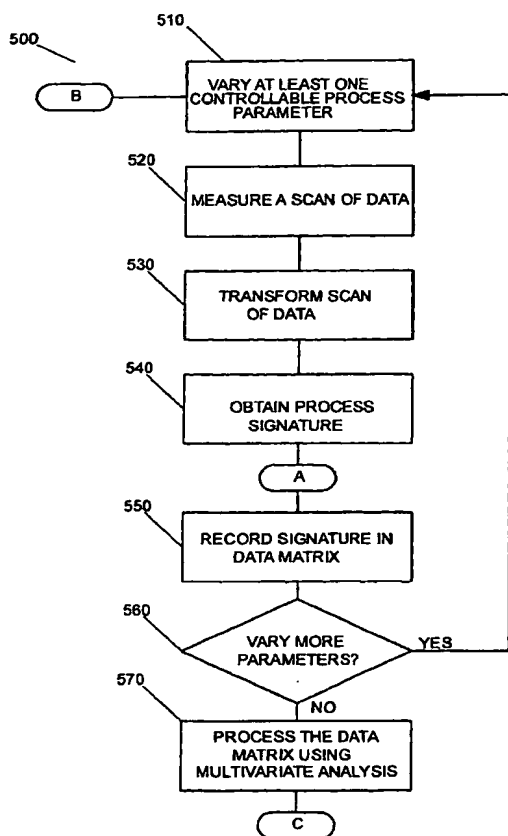 500
510
B
VARY AT LEAST ONE
CONTROLLABLE PROCESS
PARAMETER
520
MEASURE A SCAN OF DATA
530
TRANSFORM SCAN
OF DATA
540
OBTAIN PROCESS
SIGNATURE
A
550
RECORD SIGNATURE IN
DATA MATRIX
560
VARY MORE
PARAMETERS?
YES
NO
570
PROCESS THE DATA
MATRIX USING
MULTIVARIATE ANALYSIS
C